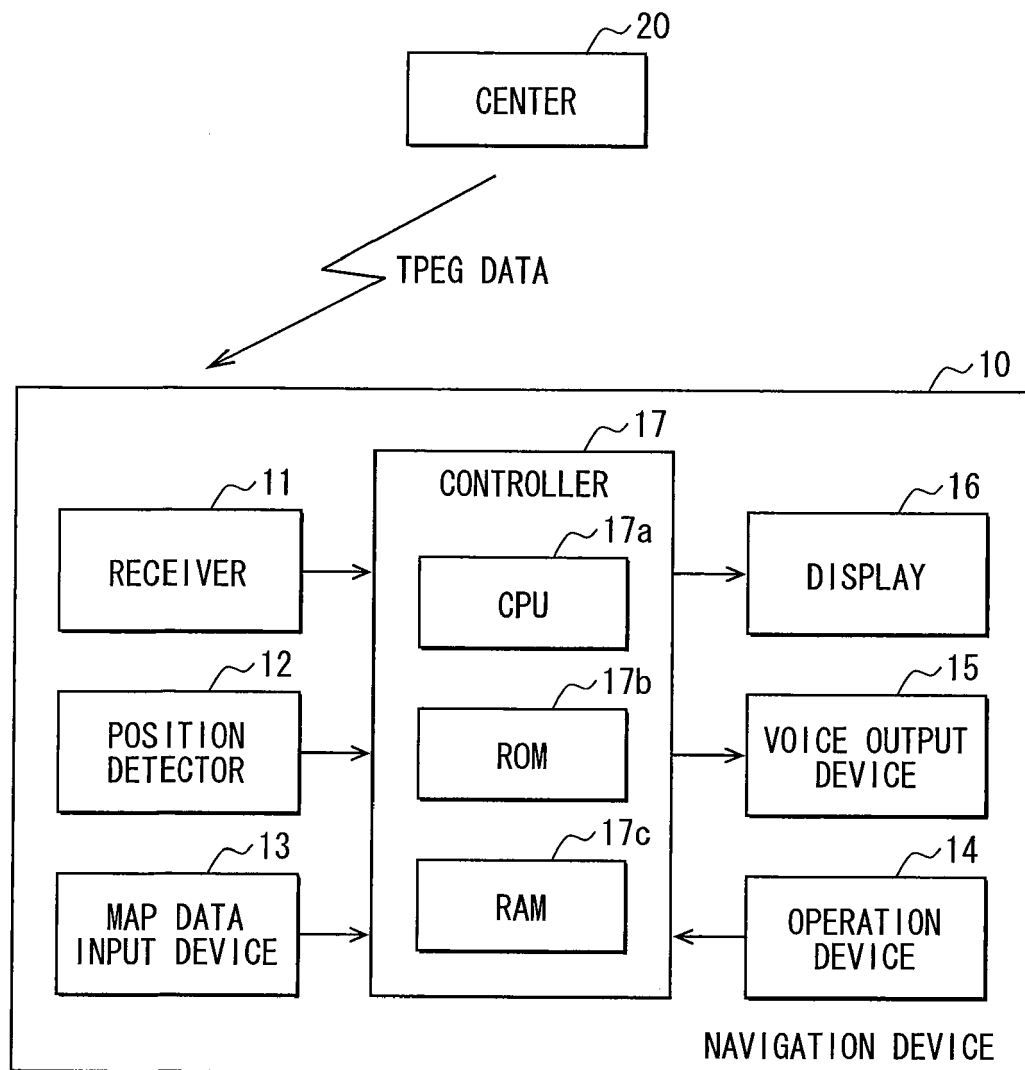 20
CENTER
TPEG DATA
10
17
CONTROLLER
11
RECEIVER
17a
CPU
16
DISPLAY
12
POSITION
DETECTOR
17b
ROM
15
VOICE OUTPUT
DEVICE
13
MAP DATA
INPUT DEVICE
17c
RAM
14
OPERATION
DEVICE
NAVIGATION DEVICE